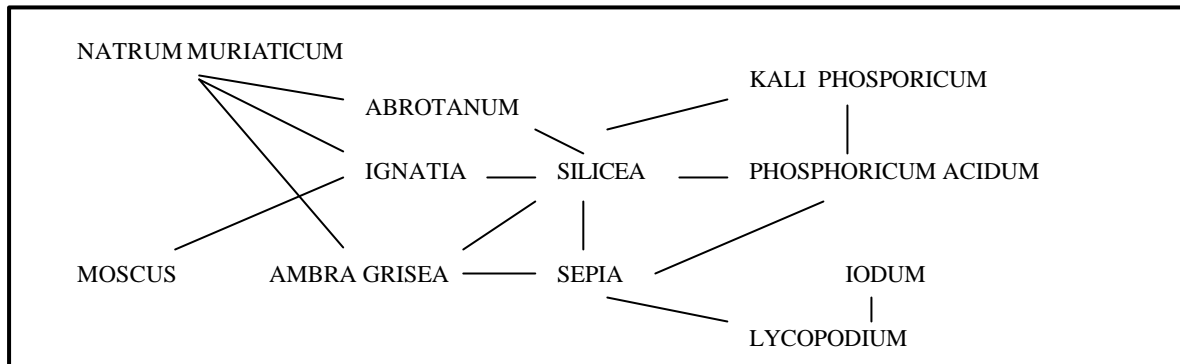 NATRUM MURIATICUM
KALI PHOSPORICUM
ABROTANUM
IGNATIA SILICEA PHOSPHORICUM ACIDUM
MOSCUS AMBRA GRISEA SEPIA IODUM
LYCOPODIUM